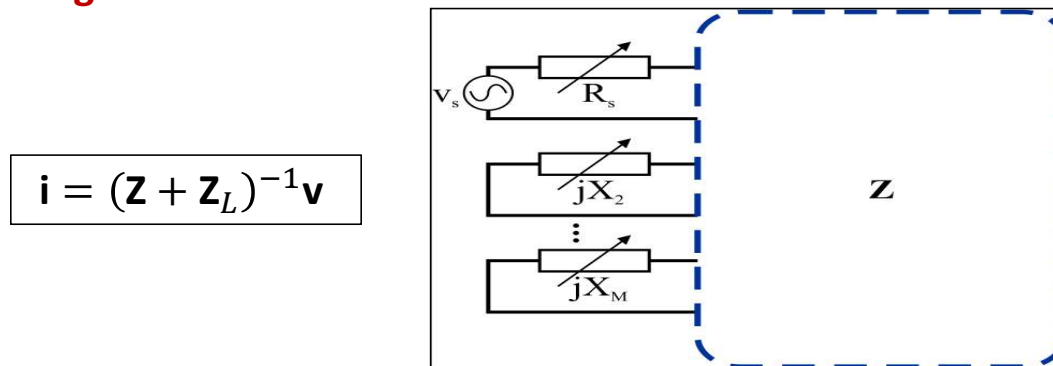 𝐢 = (𝐙 + 𝐙_L)^{-1}𝐯
v_s
R_s
jX_2
...
jX_M
Z